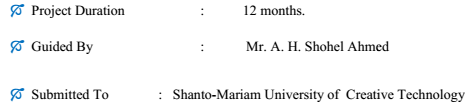 Project Duration : 12 months.
Guided By : Mr. A. H. Shohel Ahmed
Submitted To : Shanto-Mariam University of Creative Technology